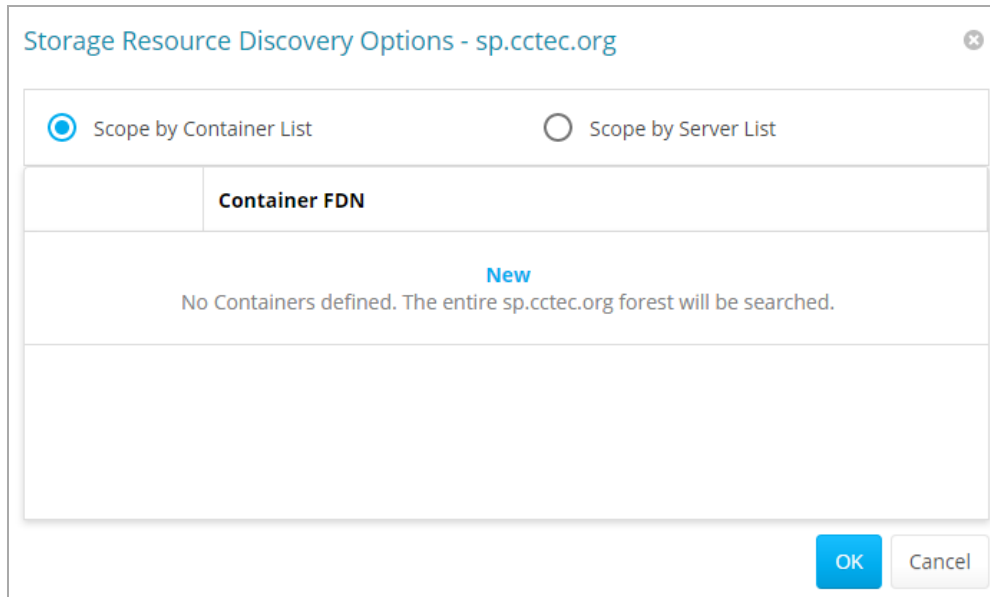 Storage Resource Discovery Options - sp.cctec.org
Scope by Container List
Scope by Server List
Container FDN
New
No Containers defined. The entire sp.cctec.org forest will be searched.
OK
Cancel